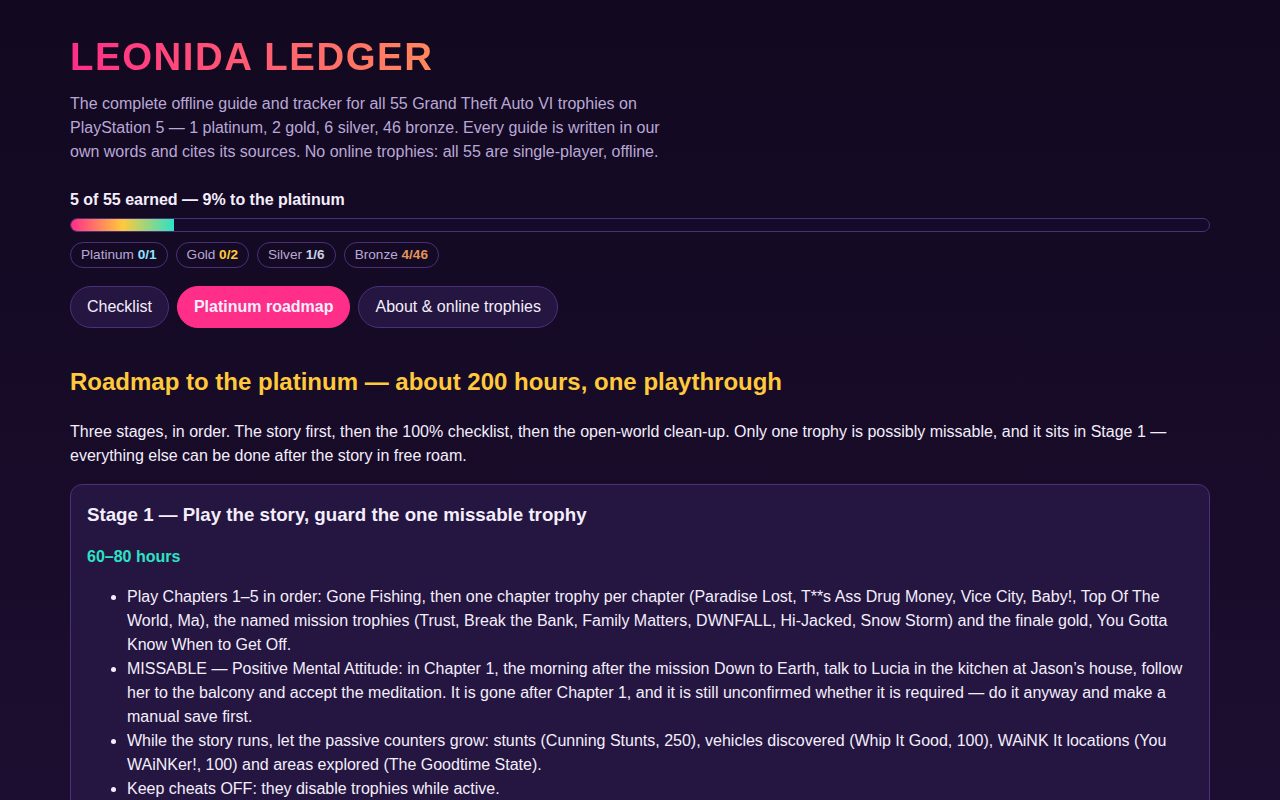 LEONIDA LEDGER
The complete offline guide and tracker for all 55 Grand Theft Auto VI trophies on
PlayStation 5 — 1 platinum, 2 gold, 6 silver, 46 bronze. Every guide is written in our
own words and cites its sources. No online trophies: all 55 are single-player, offline.
5 of 55 earned — 9% to the platinum
Platinum 0/1 Gold 0/2 Silver 1/6 Bronze 4/46
Checklist Platinum roadmap About & online trophies
Roadmap to the platinum — about 200 hours, one playthrough
Three stages, in order. The story first, then the 100% checklist, then the open-world clean-up. Only one trophy is possibly missable, and it sits in Stage 1 —
everything else can be done after the story in free roam.
Stage 1 — Play the story, guard the one missable trophy
60–80 hours
• Play Chapters 1–5 in order: Gone Fishing, then one chapter trophy per chapter (Paradise Lost, T**s Ass Drug Money, Vice City, Baby!, Top Of The
World, Ma), the named mission trophies (Trust, Break the Bank, Family Matters, DWNFALL, Hi-Jacked, Snow Storm) and the finale gold, You Gotta
Know When to Get Off.
• MISSABLE — Positive Mental Attitude: in Chapter 1, the morning after the mission Down to Earth, talk to Lucia in the kitchen at Jason’s house, follow
her to the balcony and accept the meditation. It is gone after Chapter 1, and it is still unconfirmed whether it is required — do it anyway and make a
manual save first.
• While the story runs, let the passive counters grow: stunts (Cunning Stunts, 250), vehicles discovered (Whip It Good, 100), WAiNK It locations (You
WAiNKer!, 100) and areas explored (The Goodtime State).
• Keep cheats OFF: they disable trophies while active.